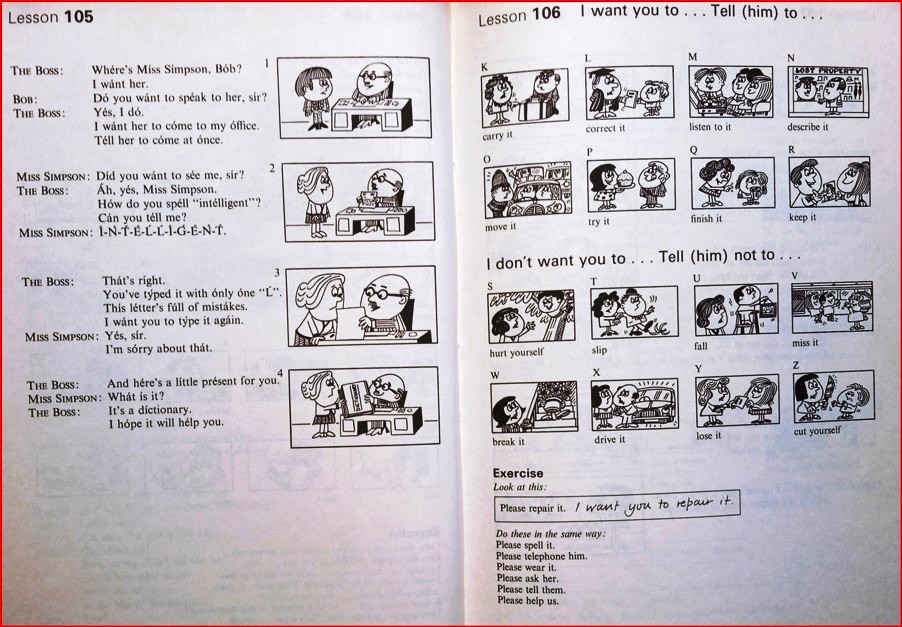 Lesson 105
THE BOSS: Whére's Miss Simpson, Bób?
I wánt her.
BOB: Dó you wánt to spéak to her, sir?
THE BOSS: Yés, I dó.
I wánt her to cóme to my óffice.
Téll her to cóme at ónce.
1
MISS SIMPSON: Did you wánt to sée me, sir?
THE BOSS: Áh, yés, Miss Simpson.
Hów do you spéll "intélligent"?
Cán you téll me?
MISS SIMPSON: Í-Ń-T́-É-Ĺ-Ĺ-Í-Ǵ-É-Ń-T́.
2
THE BOSS: Thát's right.
You've týped it with ónly óne "Ĺ".
This létter's fúll of mistákes.
I wánt you to týpe it agáin.
MISS SIMPSON: Yés, sír.
I'm sórry about thát.
3
THE BOSS: And hére's a little présent for you.
MISS SIMPSON: Whát is it?
THE BOSS: It's a díctionary.
I hópe it will hélp you.
4
Lesson 106 I want you to . . . Tell (him) to . . .
K L M N
LOST PROPERTY
carry it correct it listen to it describe it
O P Q R
move it try it finish it keep it
I don't want you to . . . Tell (him) not to . . .
S T U V
hurt yourself slip fall miss it
W X Y Z
break it drive it lose it cut yourself
Exercise
Look at this:
Please repair it. I want you to repair it.
Do these in the same way:
Please spell it.
Please telephone him.
Please wear it.
Please ask her.
Please tell them.
Please help us.